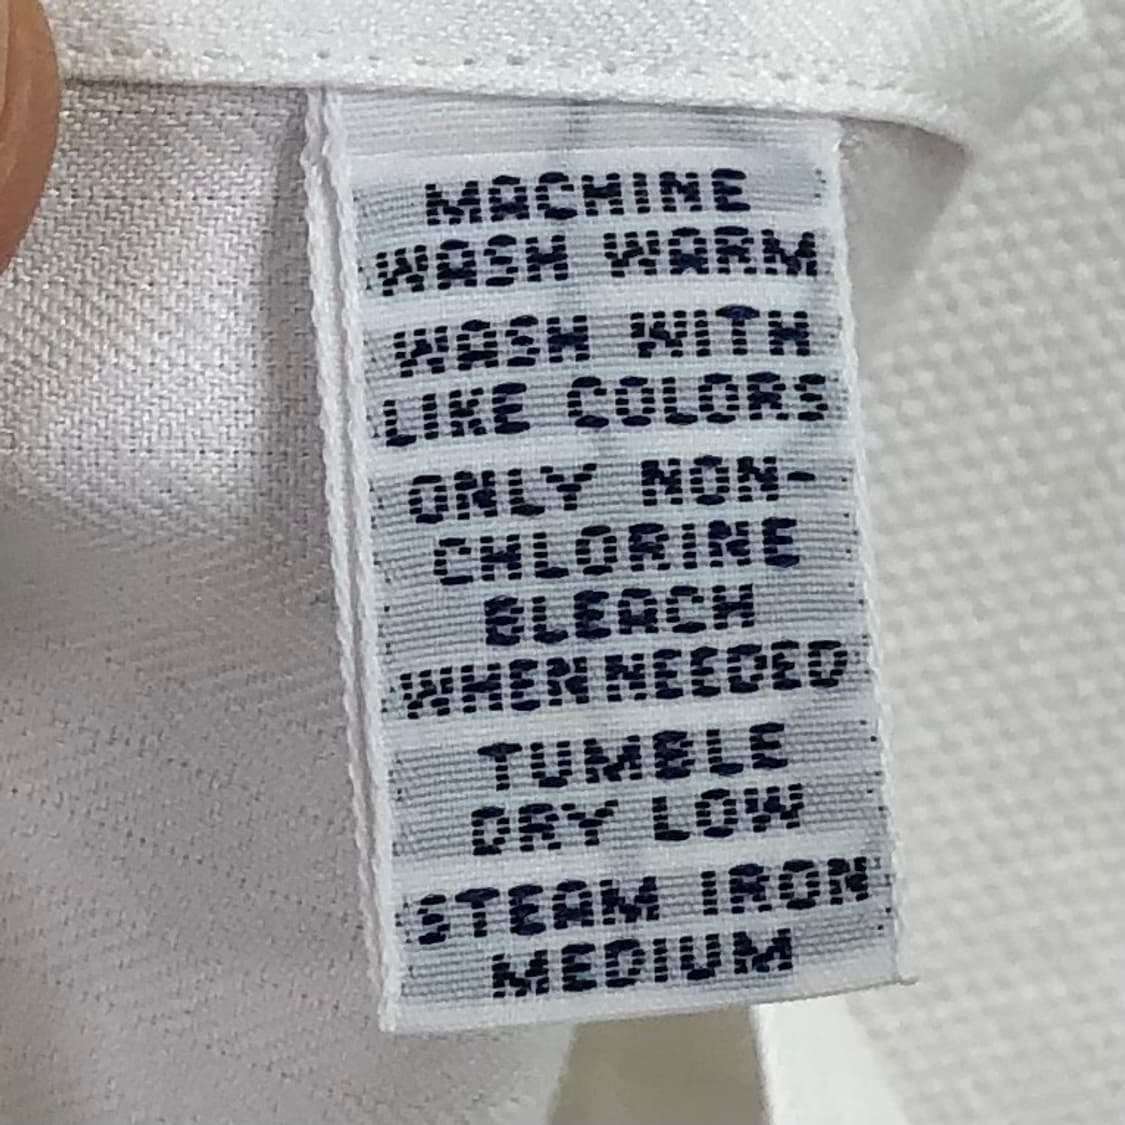 MACHINE
WASH WARM
WASH WITH
LIKE COLORS
ONLY NON-
CHLORINE
BLEACH
WHEN NEEDED
TUMBLE
DRY LOW
STEAM IRON
MEDIUM